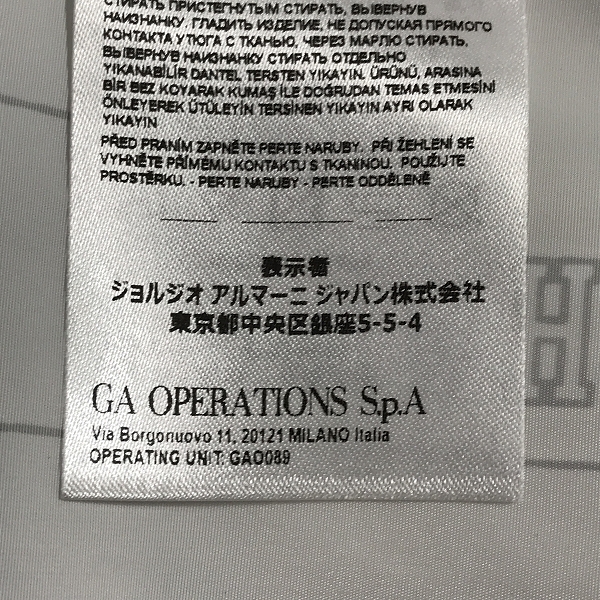 СТИРАТЬ ПРИСТЕГНУТЫМ СТИРАТЬ, ВЫВЕРНУВ
НАИЗНАНКУ. ГЛАДИТЬ ИЗДЕЛИЕ, НЕ ДОПУСКАЯ ПРЯМОГО
КОНТАКТА УТЮГА С ТКАНЬЮ, ЧЕРЕЗ МАРЛЮ СТИРАТЬ,
ВЫВЕРНУВ НАИЗНАНКУ СТИРАТЬ ОТДЕЛЬНО
YIKANABİLİR DANTEL TERSTEN YIKAYIN. ÜRÜNÜ, ARASINA
BİR BEZ KOYARAK KUMAŞ İLE DOĞRUDAN TEMAS ETMESİNİ
ÖNLEYEREK ÜTÜLEYİN TERSİNEN YIKAYIN AYRI OLARAK
YIKAYIN
PŘED PRANÍM ZAPNĚTE PERTE NARUBY. PŘI ŽEHLENÍ SE
VYHNĚTE PŘÍMÉMU KONTAKTU S TKANINOU. POUŽIJTE
PROSTĚRKU. - PERTE NARUBY - PERTE ODDĚLENĚ
表示者
ジョルジオ アルマーニ ジャパン株式会社
東京都中央区銀座5-5-4
GA OPERATIONS S.p.A
Via Borgonuovo 11, 20121 MILANO Italia
OPERATING UNIT: GAO089